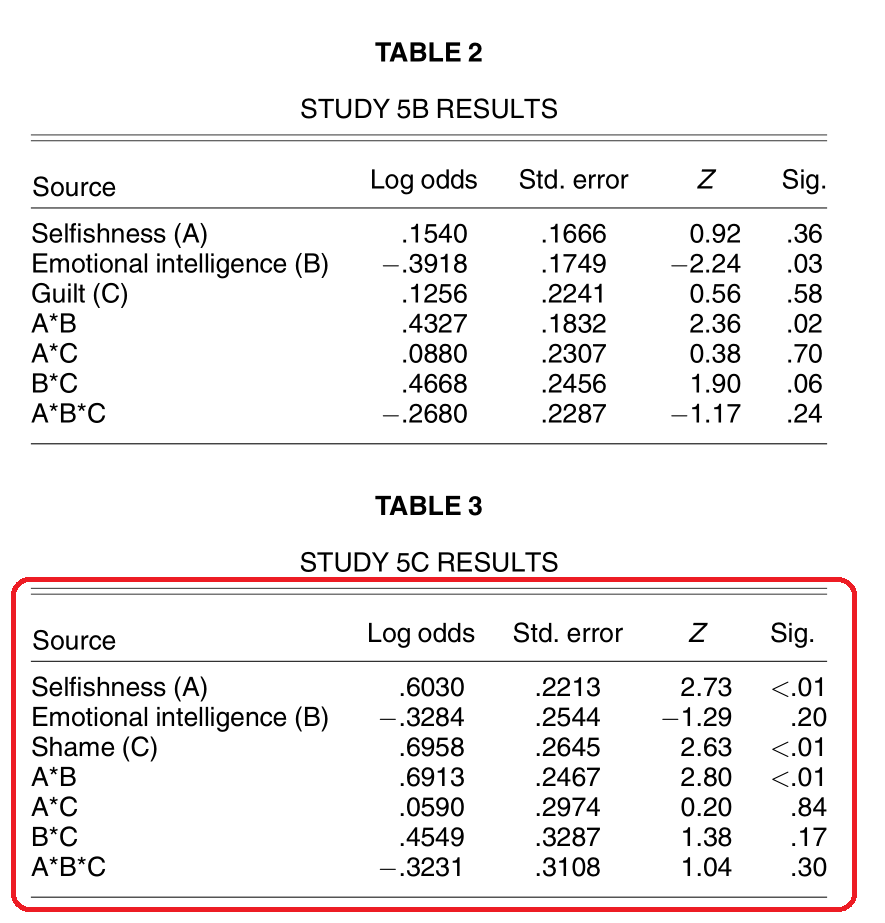 TABLE 2
STUDY 5B RESULTS
Source Log odds Std. error Z Sig.
Selfishness (A) .1540 .1666 0.92 .36
Emotional intelligence (B) −.3918 .1749 −2.24 .03
Guilt (C) .1256 .2241 0.56 .58
A*B .4327 .1832 2.36 .02
A*C .0880 .2307 0.38 .70
B*C .4668 .2456 1.90 .06
A*B*C −.2680 .2287 −1.17 .24
TABLE 3
STUDY 5C RESULTS
Source Log odds Std. error Z Sig.
Selfishness (A) .6030 .2213 2.73 <.01
Emotional intelligence (B) −.3284 .2544 −1.29 .20
Shame (C) .6958 .2645 2.63 <.01
A*B .6913 .2467 2.80 <.01
A*C .0590 .2974 0.20 .84
B*C .4549 .3287 1.38 .17
A*B*C −.3231 .3108 1.04 .30